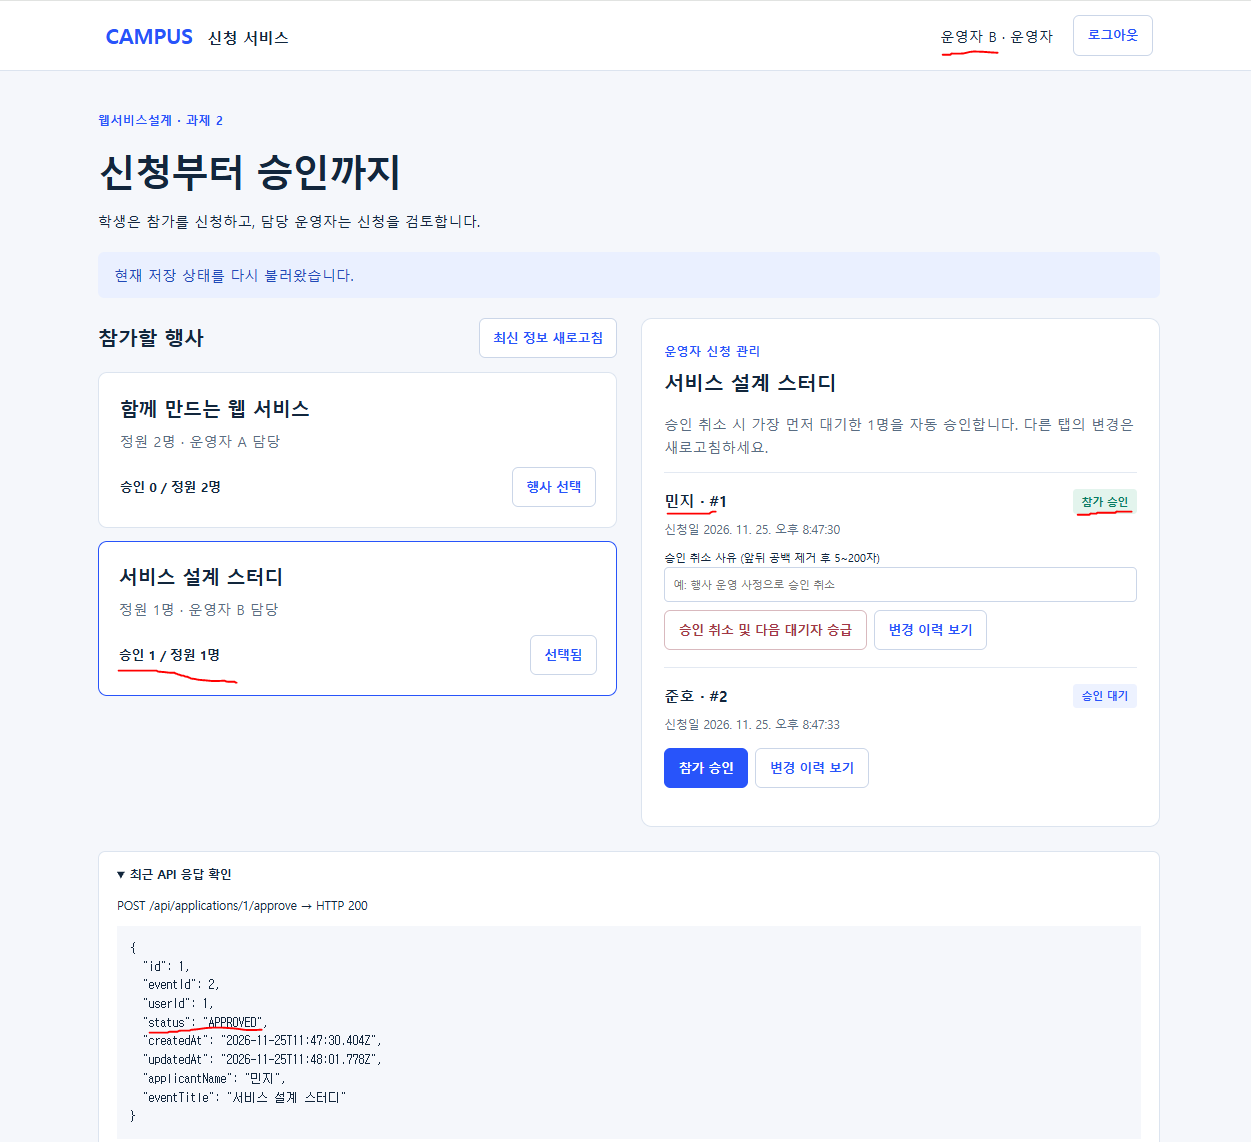 CAMPUS 신청 서비스
운영자 B · 운영자
로그아웃
웹서비스설계 · 과제 2
신청부터 승인까지
학생은 참가를 신청하고, 담당 운영자는 신청을 검토합니다.
현재 저장 상태를 다시 불러왔습니다.
참가할 행사
최신 정보 새로고침
함께 만드는 웹 서비스
정원 2명 · 운영자 A 담당
승인 0 / 정원 2명
행사 선택
서비스 설계 스터디
정원 1명 · 운영자 B 담당
승인 1 / 정원 1명
선택됨
운영자 신청 관리
서비스 설계 스터디
승인 취소 시 가장 먼저 대기한 1명을 자동 승인합니다. 다른 탭의 변경은
새로고침하세요.
민지 · #1
참가 승인
신청일 2026. 11. 25. 오후 8:47:30
승인 취소 사유 (앞뒤 공백 제거 후 5~200자)
예: 행사 운영 사정으로 승인 취소
승인 취소 및 다음 대기자 승급
변경 이력 보기
준호 · #2
승인 대기
신청일 2026. 11. 25. 오후 8:47:33
참가 승인
변경 이력 보기
▼ 최근 API 응답 확인
POST /api/applications/1/approve → HTTP 200
{
"id": 1,
"eventId": 2,
"userId": 1,
"status": "APPROVED",
"createdAt": "2026-11-25T11:47:30.404Z",
"updatedAt": "2026-11-25T11:48:01.778Z",
"applicantName": "민지",
"eventTitle": "서비스 설계 스터디"
}